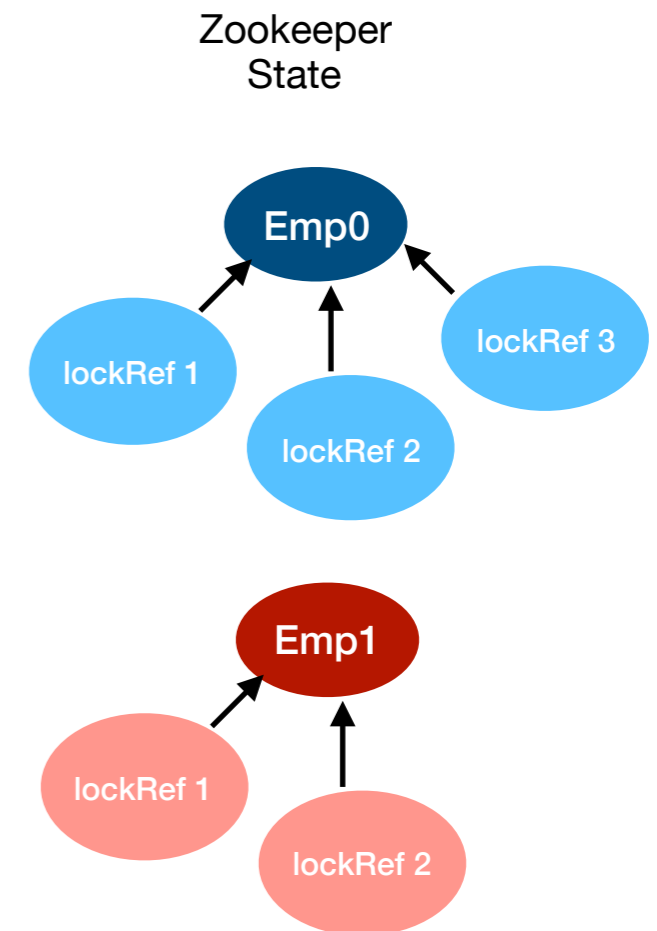 Zookeeper
State
Emp0
lockRef 1
lockRef 2
lockRef 3
Emp1
lockRef 1
lockRef 2